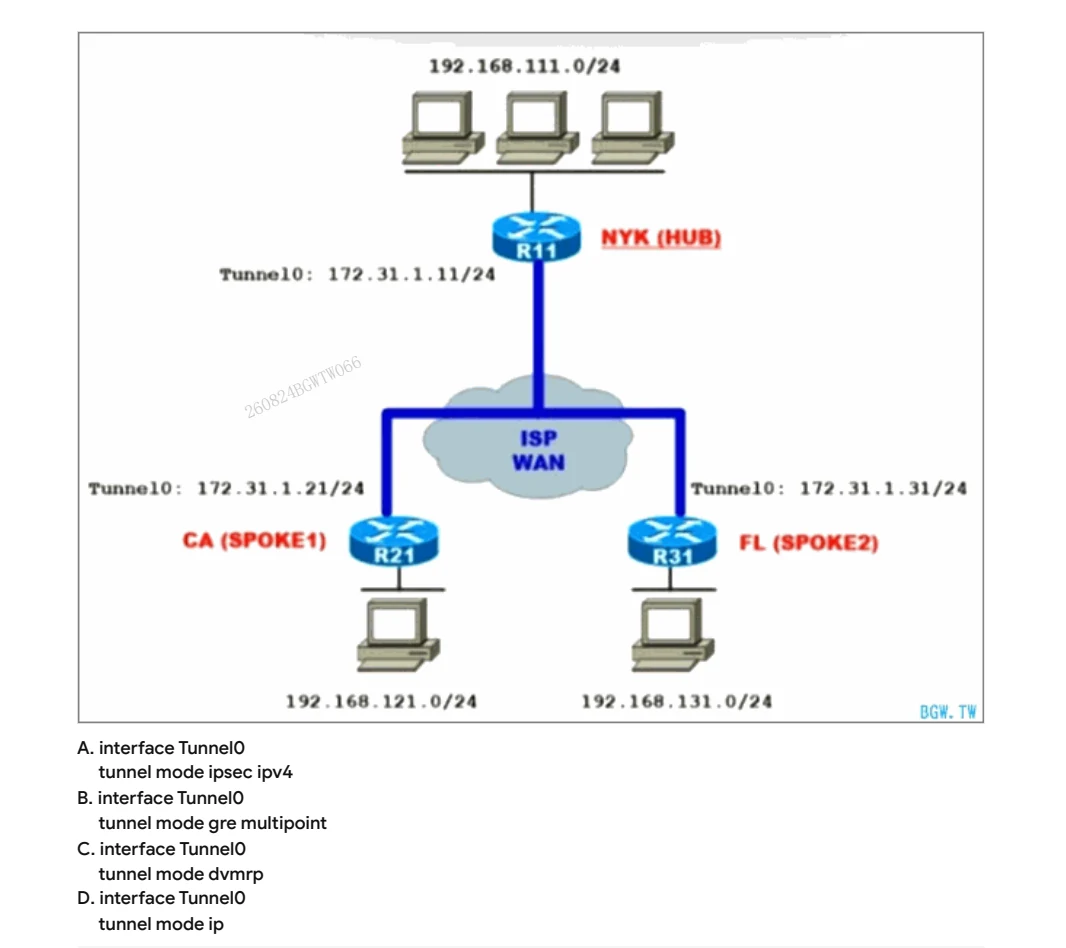 192.168.111.0/24
R11
NYK (HUB)
Tunnel0: 172.31.1.11/24
260824BGWTW066
ISP
WAN
Tunnel0: 172.31.1.21/24
Tunnel0: 172.31.1.31/24
CA (SPOKE1)
R21
R31
FL (SPOKE2)
192.168.121.0/24
192.168.131.0/24
BGW.TW
A. interface Tunnel0
tunnel mode ipsec ipv4
B. interface Tunnel0
tunnel mode gre multipoint
C. interface Tunnel0
tunnel mode dvmrp
D. interface Tunnel0
tunnel mode ip